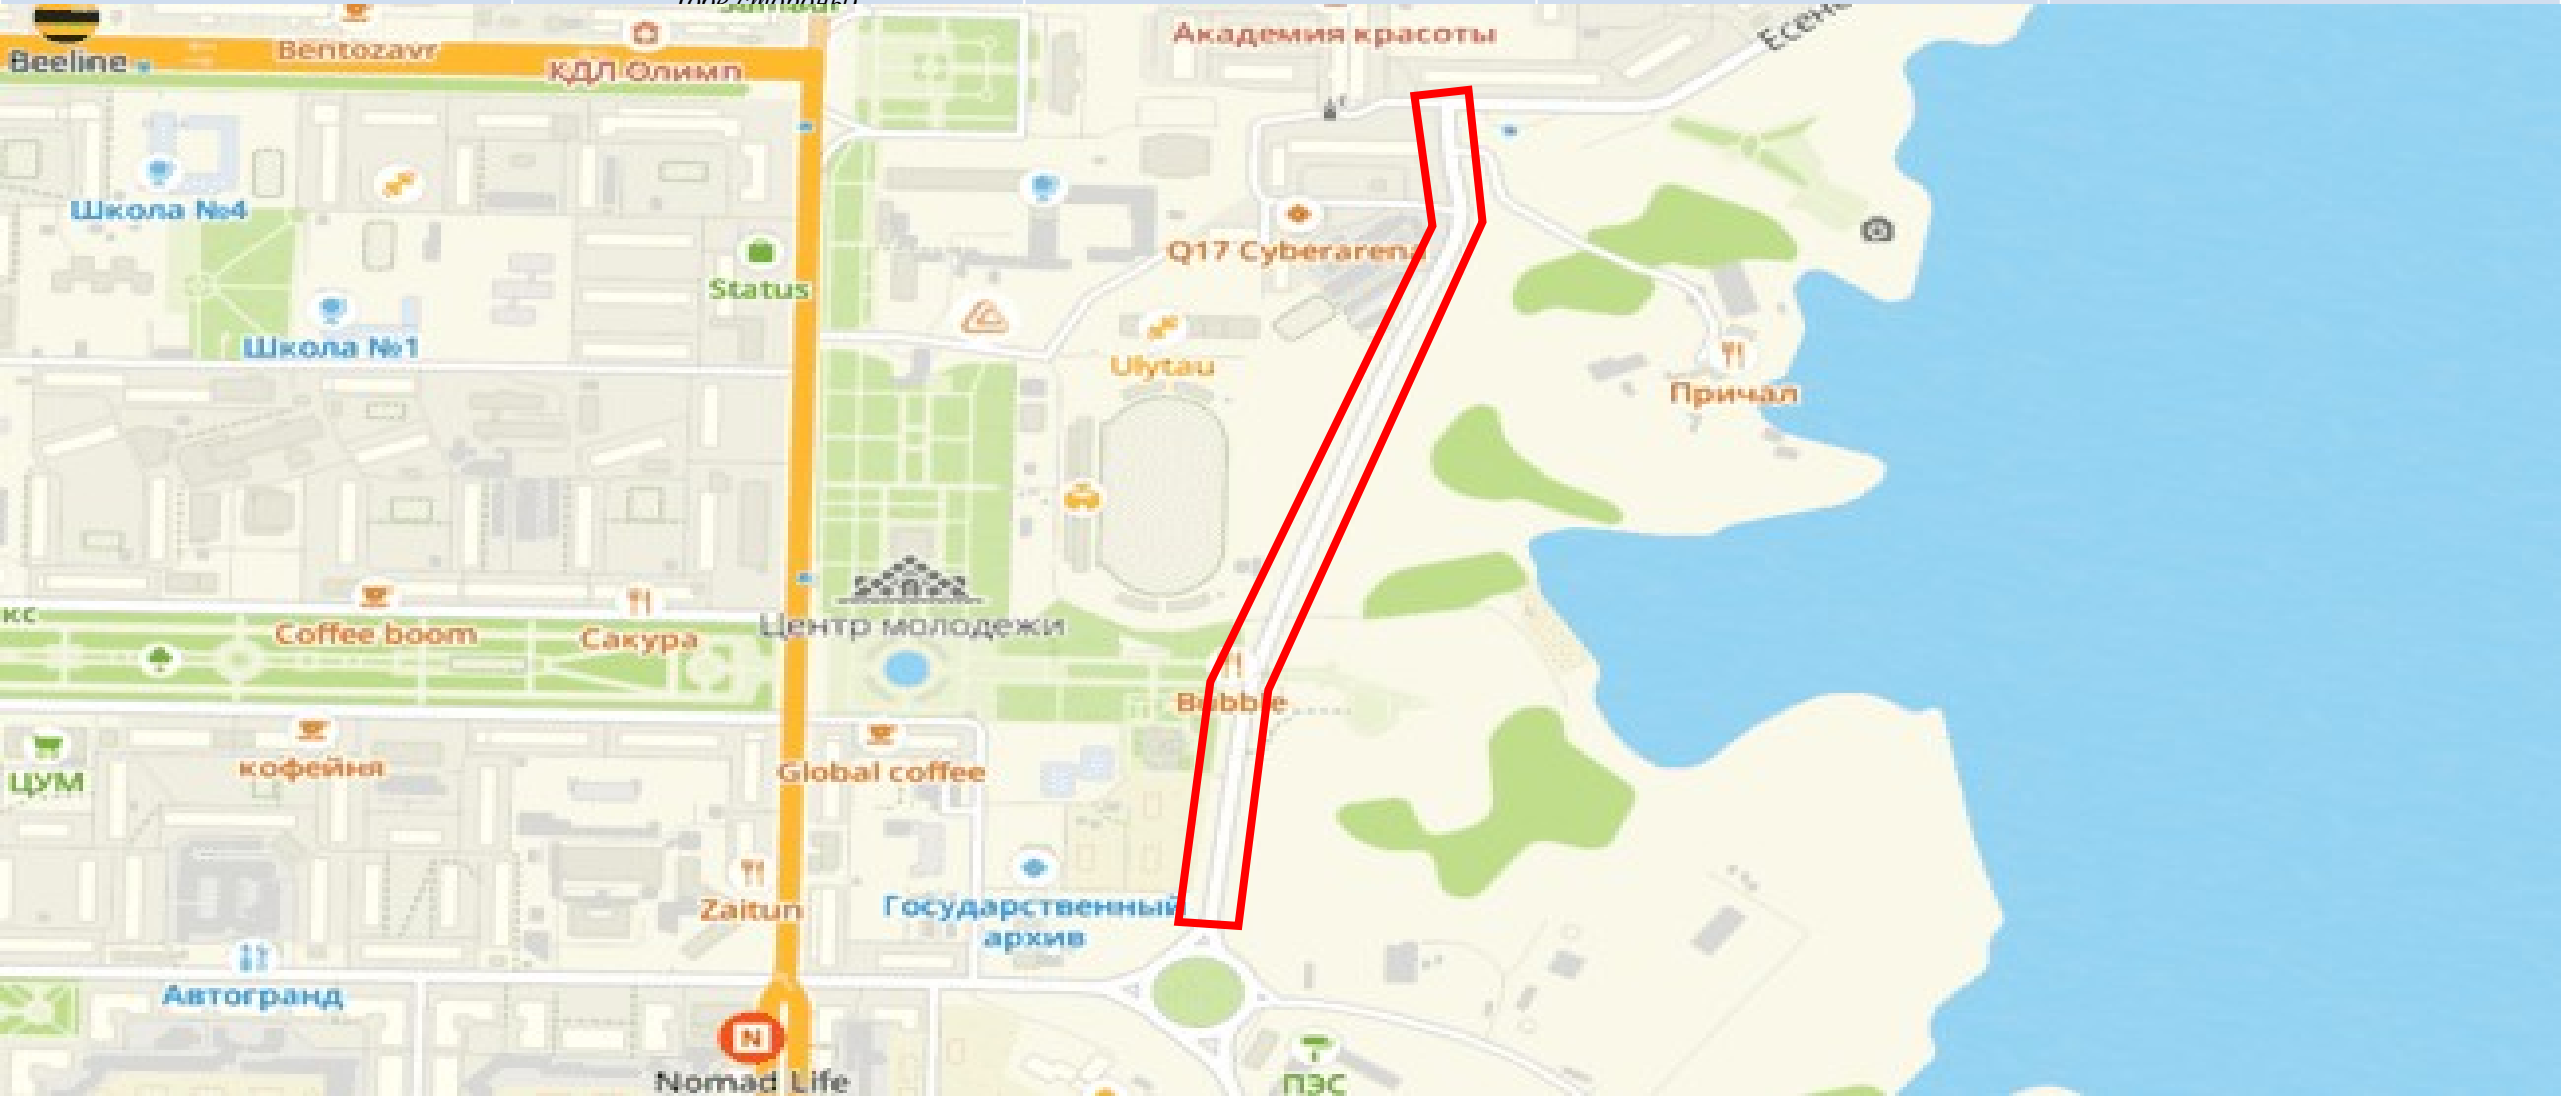 Beeline
Bentozavr
КДЛ Олимп
Академия красоты
Школа №4
Q17 Cyberarena
Status
Школа №1
Ulytau
Причал
Coffee boom
Сакура
Центр молодежи
Bubble
ЦУМ
кофейня
Global coffee
Zaitun
Государственный
архив
Автогранд
Nomad Life
ПЭС